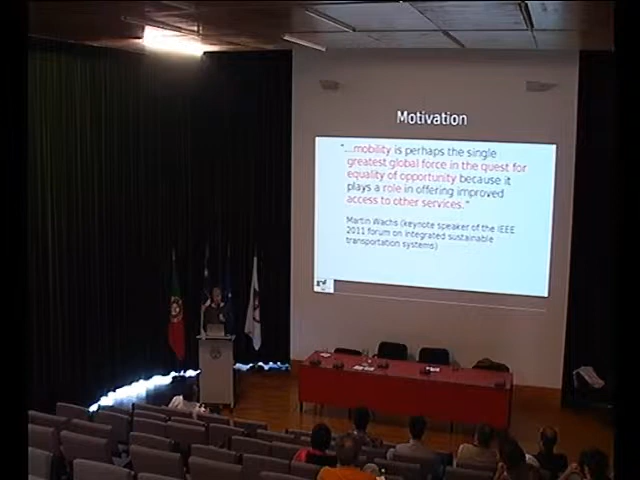 Motivation
"...mobility is perhaps the single
greatest global force in the quest for
equality of opportunity because it
plays a role in offering improved
access to other services."
Martin Wachs (keynote speaker of the IEEE
2011 forum on integrated sustainable
transportation systems)